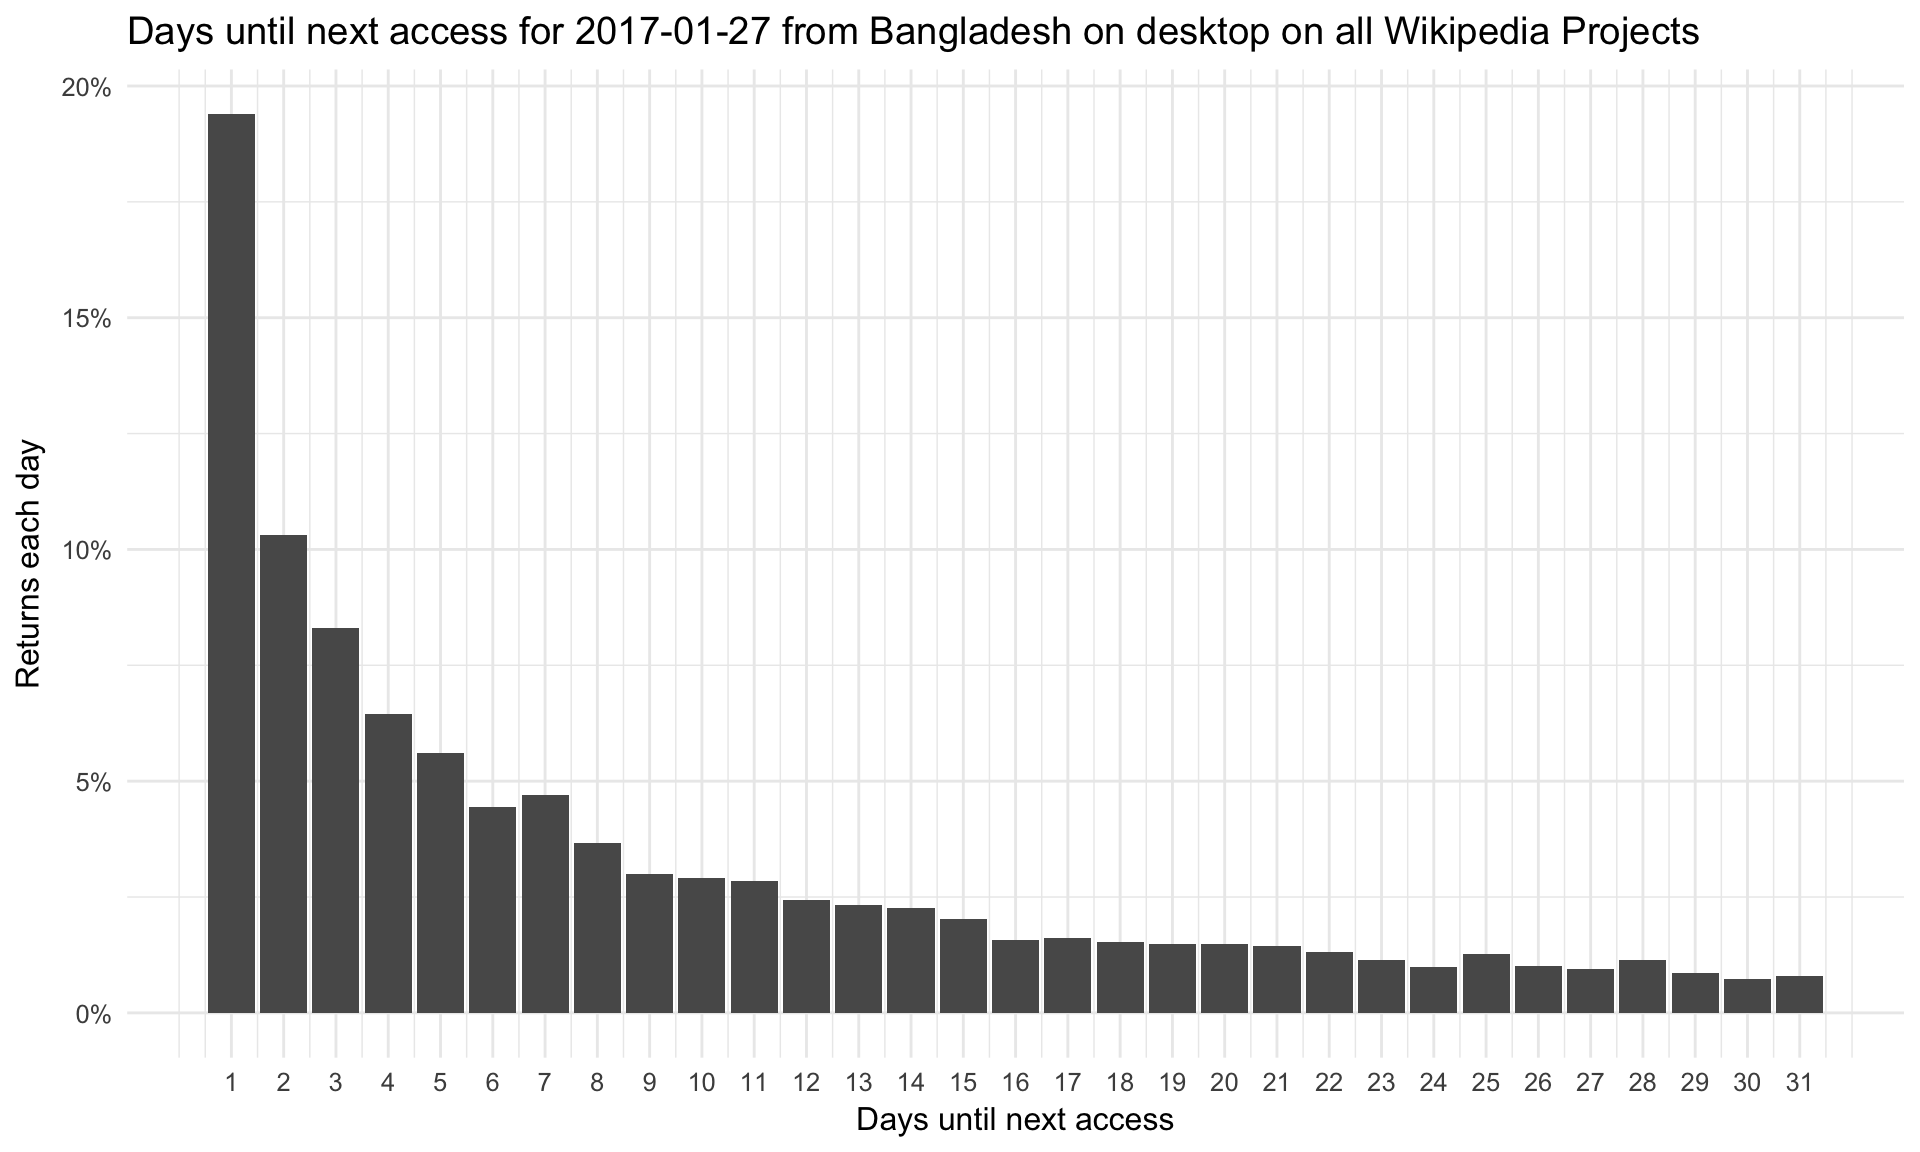 Days until next access for 2017-01-27 from Bangladesh on desktop on all Wikipedia Projects
20%
15%
10%
5%
0%
Returns each day
1 2 3 4 5 6 7 8 9 10 11 12 13 14 15 16 17 18 19 20 21 22 23 24 25 26 27 28 29 30 31
Days until next access